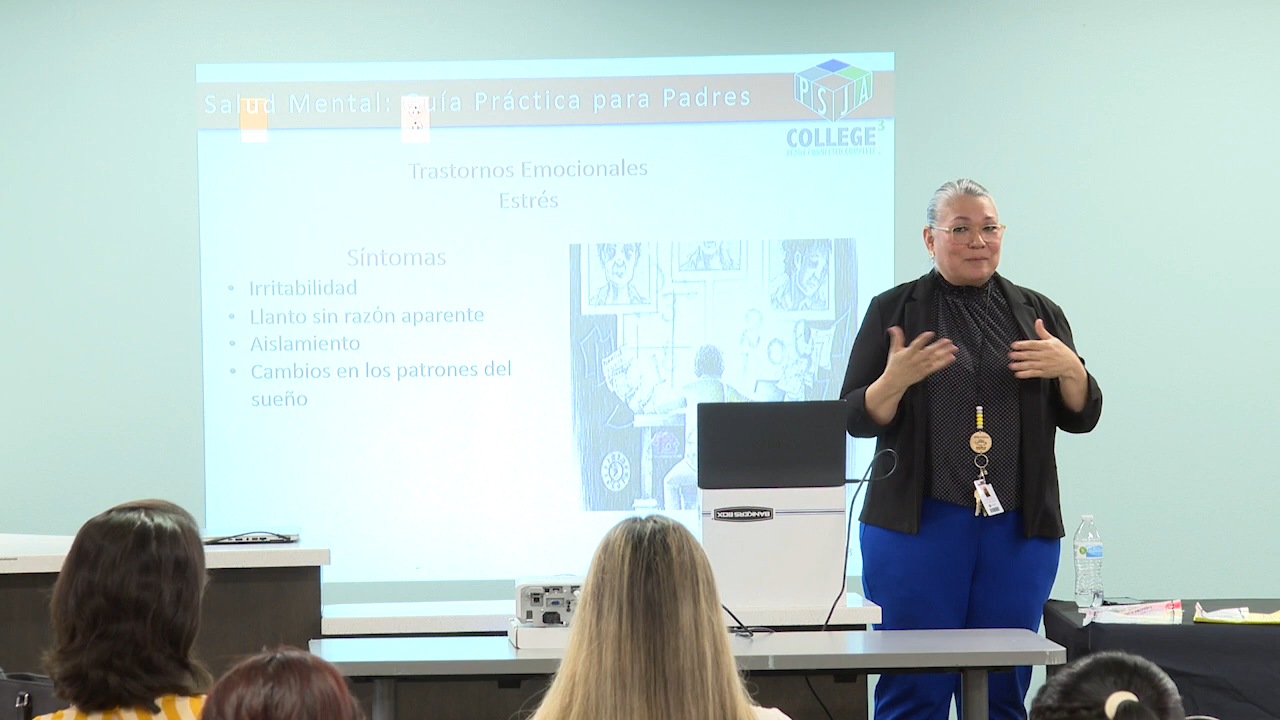 Salud Mental: Guía Práctica para Padres
PSJA
COLLEGE³
Trastornos Emocionales
Estrés
Síntomas
• Irritabilidad
• Llanto sin razón aparente
• Aislamiento
• Cambios en los patrones del
sueño
BANKERS BOX